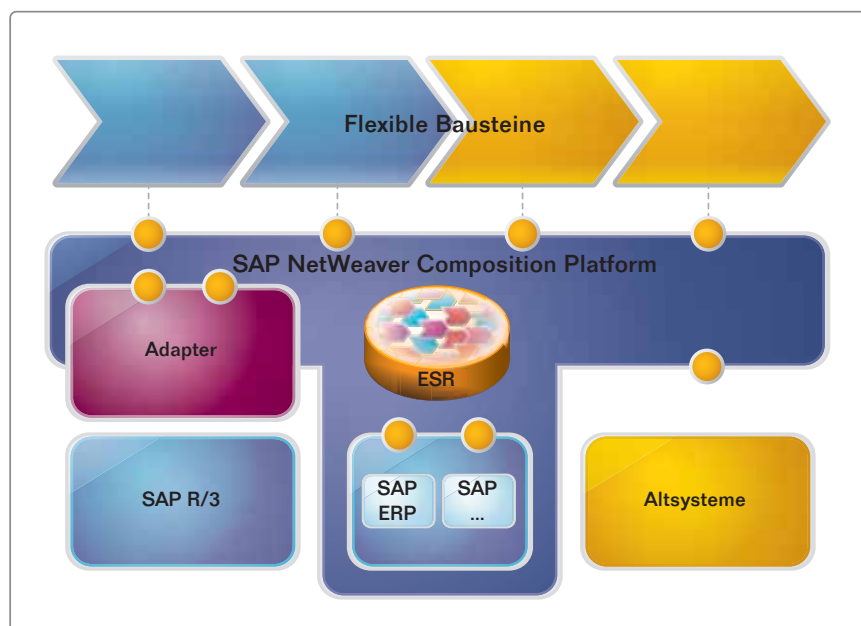 Flexible Bausteine
SAP NetWeaver Composition Platform
Adapter
ESR
SAP R/3
SAP
ERP
SAP
...
Altsysteme